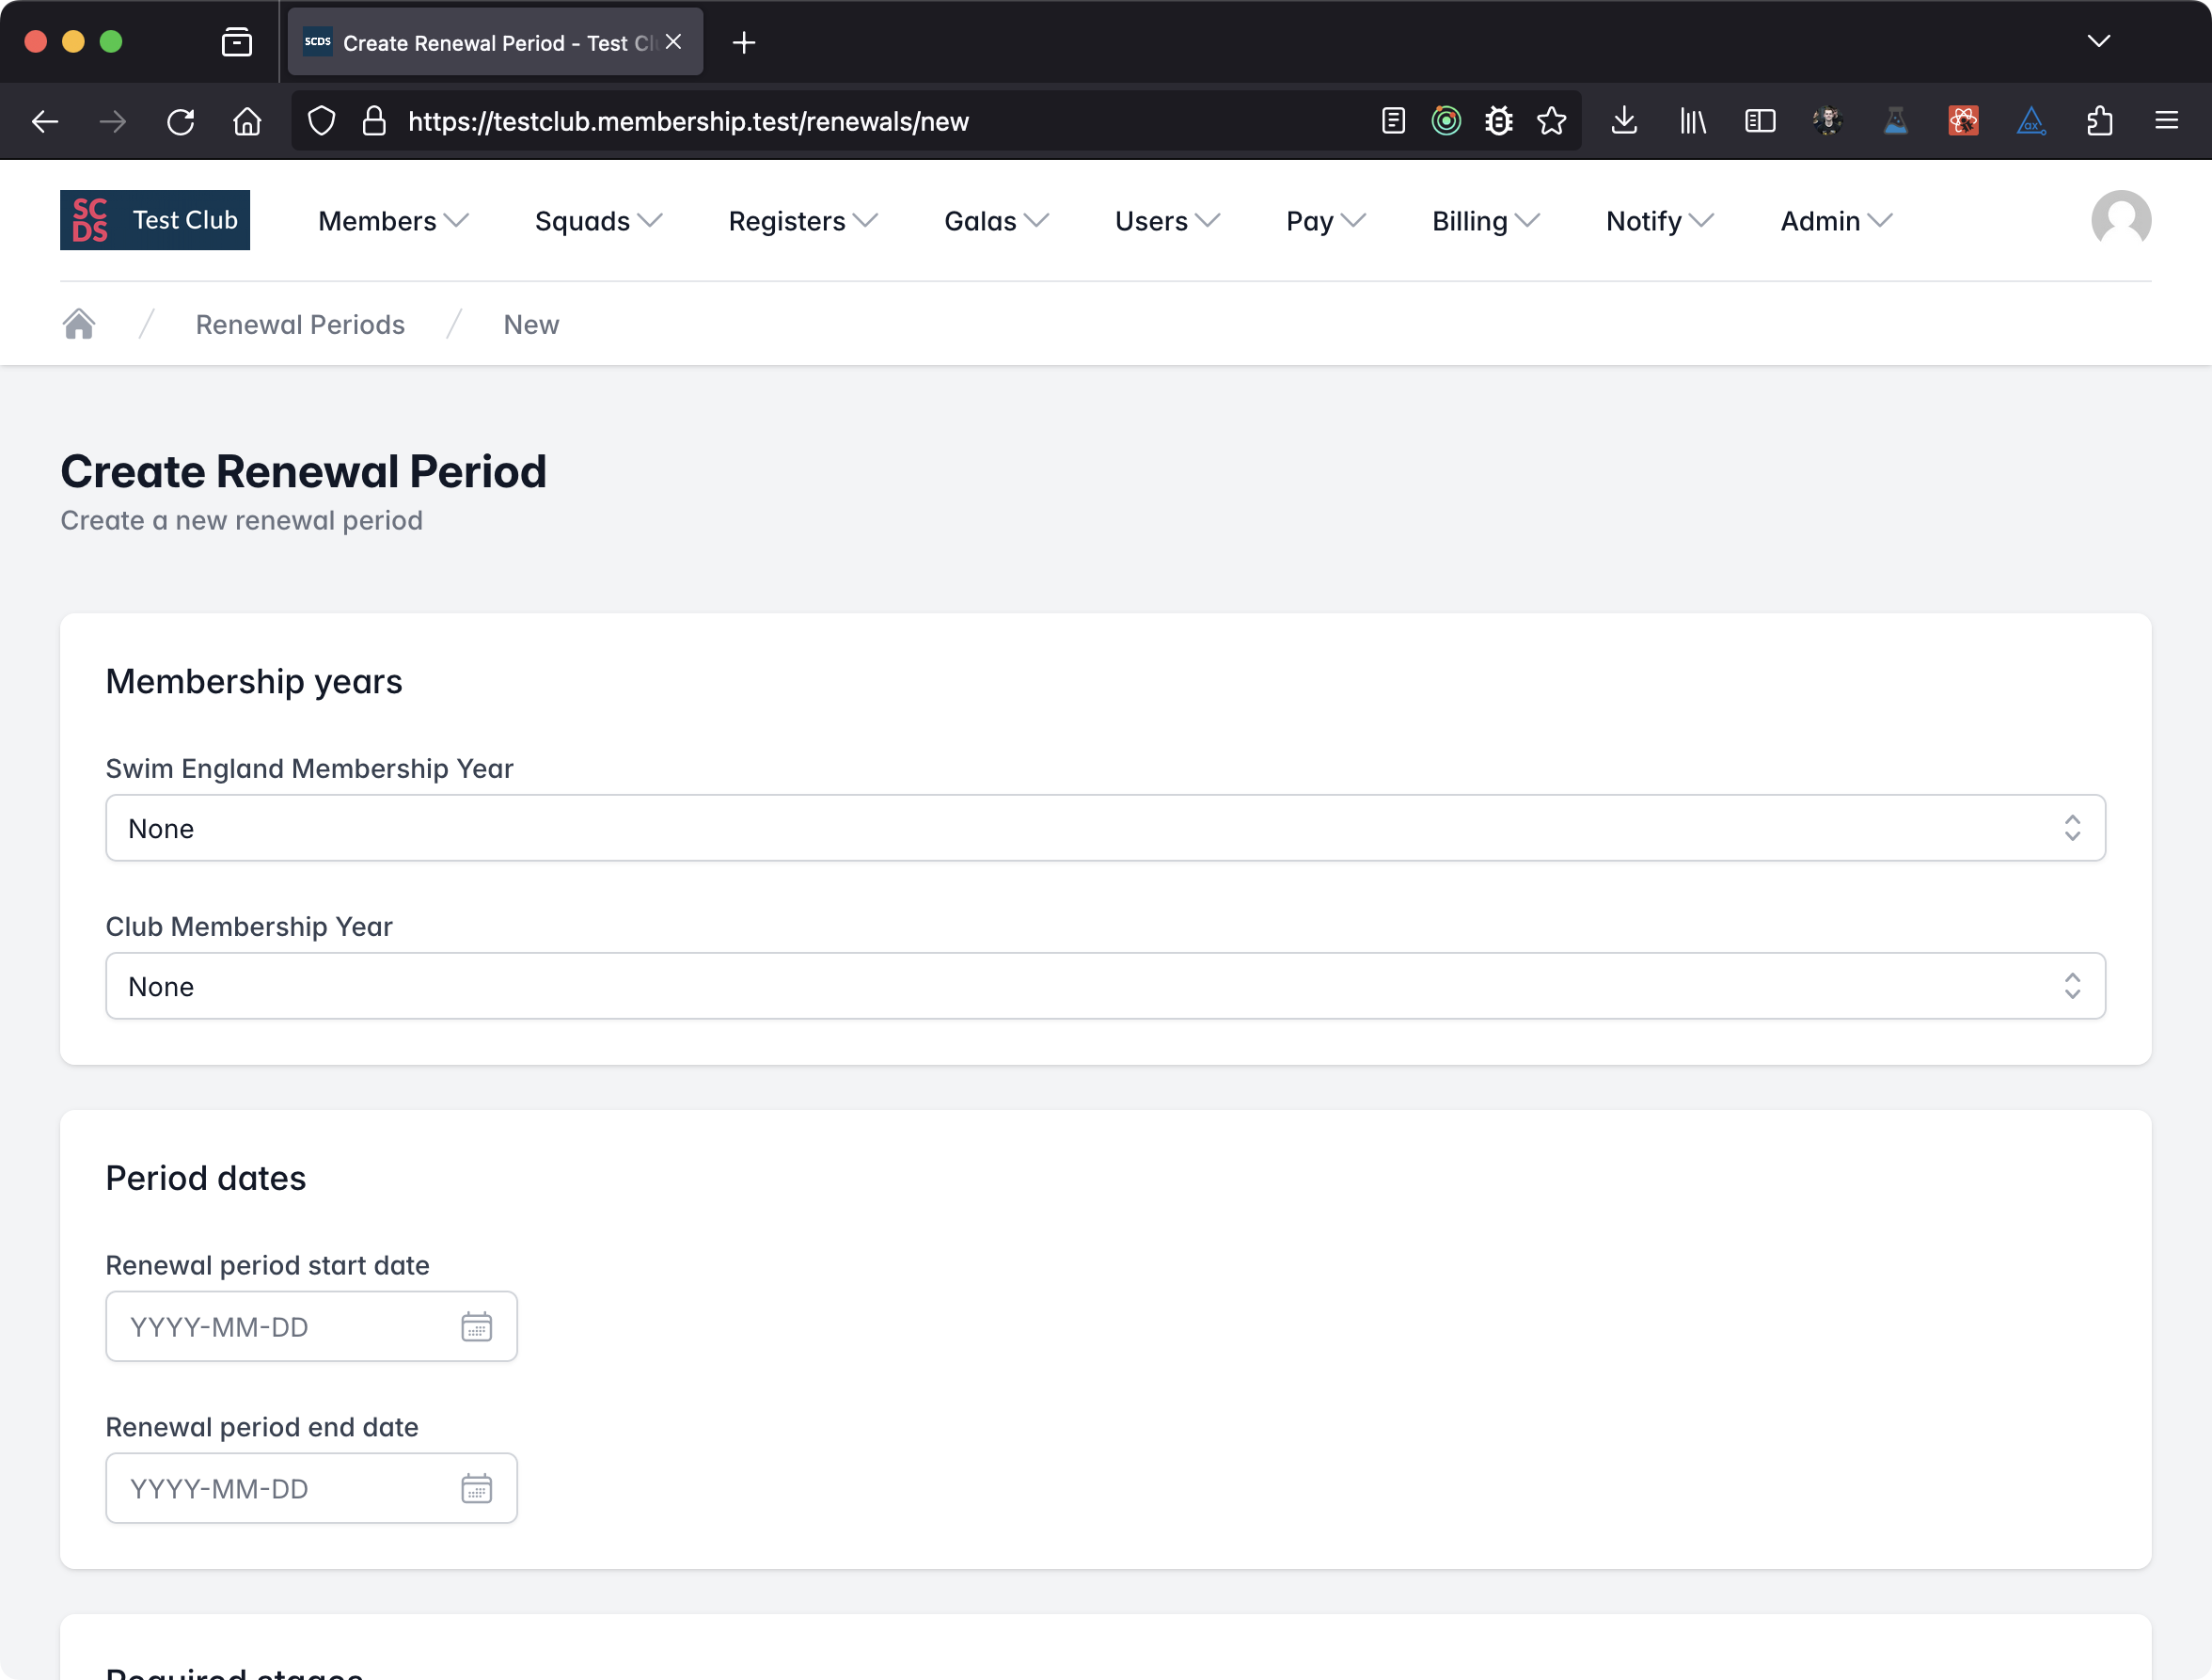 SCDS Create Renewal Period - Test Cl
https://testclub.membership.test/renewals/new
SC
DS
Test Club
Members Squads Registers Galas Users Pay Billing Notify Admin
Renewal Periods / New
Create Renewal Period
Create a new renewal period
Membership years
Swim England Membership Year
None
Club Membership Year
None
Period dates
Renewal period start date
YYYY-MM-DD
Renewal period end date
YYYY-MM-DD
Required stages